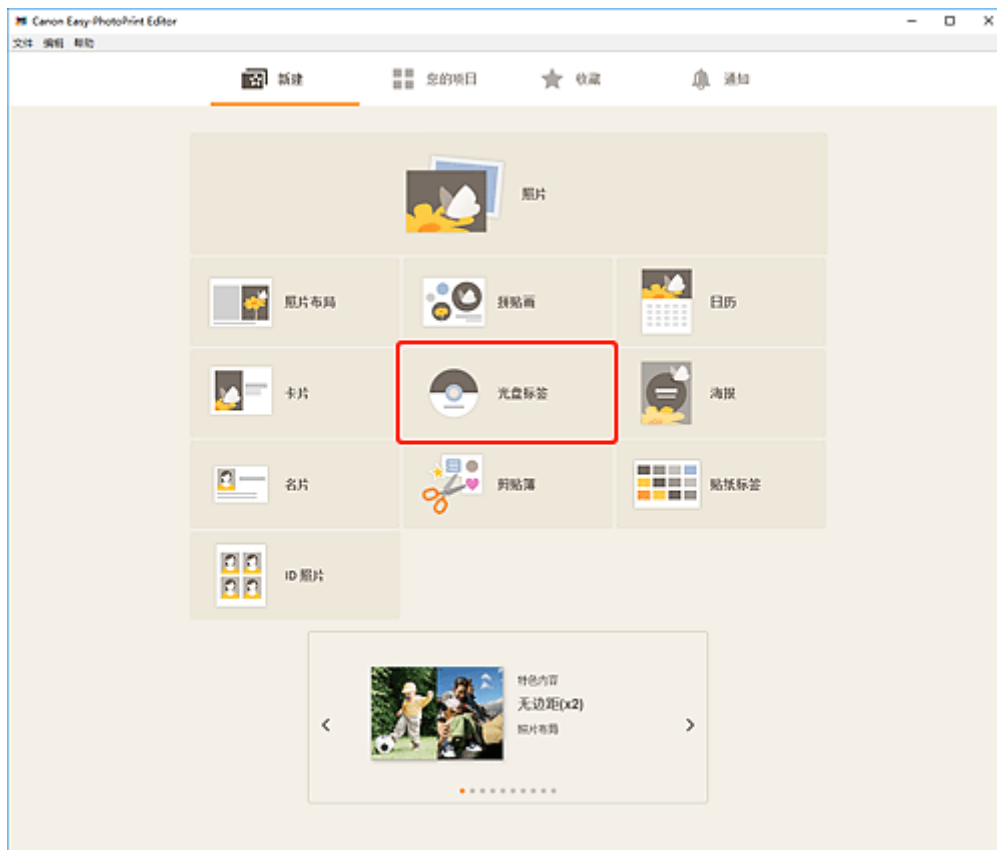 Canon Easy-PhotoPrint Editor
文件 编辑 帮助
新建 您的项目 收藏 通知
照片
照片布局 拼贴画 日历
卡片 光盘标签 海报
名片 剪贴簿 贴纸标签
ID 照片
特色内容
无边距(x2)
照片布局